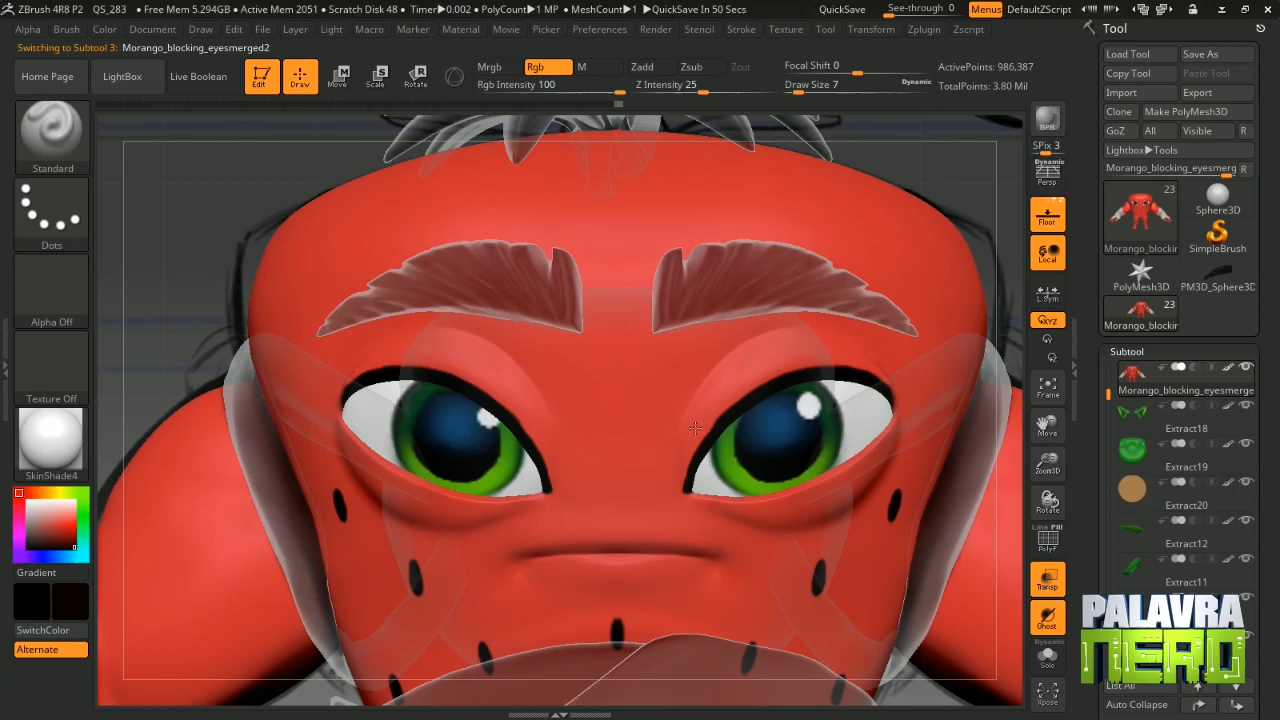 ZBrush 4R8 P2 QS_283 • Free Mem 5.294GB • Active Mem 2051 • Scratch Disk 48 • Timer▶0.002 • PolyCount▶1 MP • MeshCount▶1 ▶QuickSave In 50 Secs QuickSave See-through 0 Menus DefaultZScript
Alpha Brush Color Document Draw Edit File Layer Light Macro Marker Material Movie Picker Preferences Render Stencil Stroke Texture Tool Transform Zplugin Zscript
Switching to Subtool 3: Morango_blocking_eyesmerged2
Home Page LightBox Live Boolean Edit Draw Move Scale Rotate
Mrgb Rgb M Zadd Zsub Zcut Focal Shift 0 ActivePoints: 986,387
Rgb Intensity 100 Z Intensity 25 Draw Size 7 Dynamic TotalPoints: 3.80 Mil
Standard
Dots
Alpha Off
Texture Off
SkinShade4
Gradient
SwitchColor
Alternate
BPR
SPix 3
Dynamic
Persp
Floor
Local
L.Sym
XYZ
Frame
Move
Zoom3D
Rotate
Line Fill
PolyF
Transp
Ghost
Dynamic
Solo
Xpose
Tool
Load Tool Save As
Copy Tool Paste Tool
Import Export
Clone Make PolyMesh3D
GoZ All Visible R
Lightbox▶Tools
Morango_blocking_eyesmerg R
23
Sphere3D
Morango_blockir SimpleBrush
PolyMesh3D PM3D_Sphere3D
23
Morango_blockir
Subtool
Morango_blocking_eyesmerge
Extract18
Extract19
Extract20
Extract12
Extract11
PALAVRA
NERD
List All
Auto Collapse